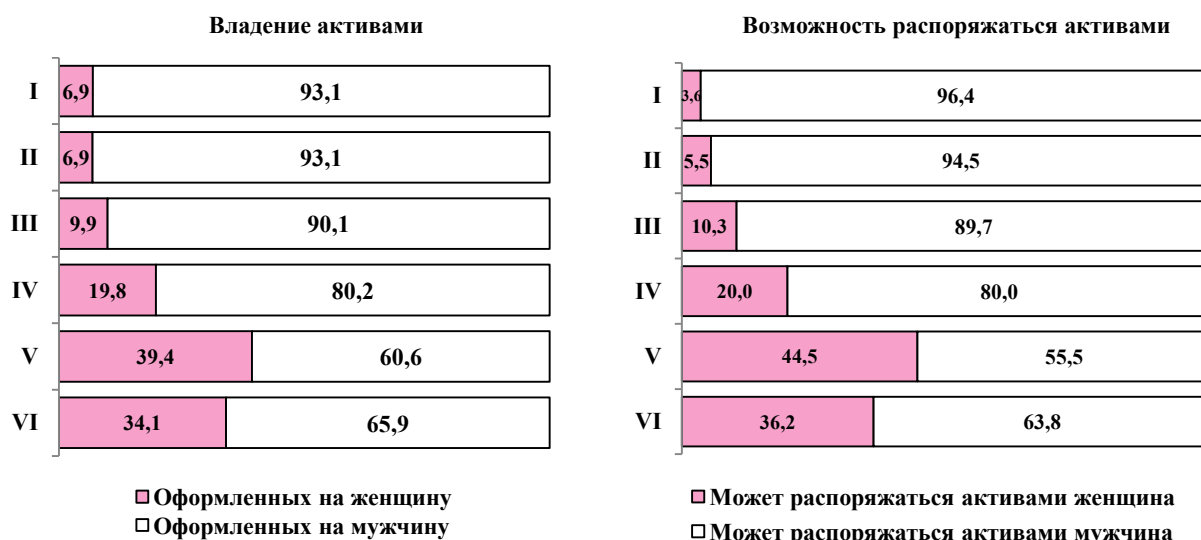 Владение активами
I 6,9 93,1
II 6,9 93,1
III 9,9 90,1
IV 19,8 80,2
V 39,4 60,6
VI 34,1 65,9
Оформленных на женщину
Оформленных на мужчину
Возможность распоряжаться активами
I 3,6 96,4
II 5,5 94,5
III 10,3 89,7
IV 20,0 80,0
V 44,5 55,5
VI 36,2 63,8
Может распоряжаться активами женщина
Может распоряжаться активами мужчина